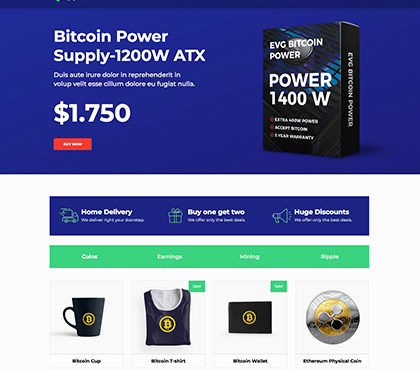 Bitcoin Power
Supply-1200W ATX
Duis aute irure dolor in reprehenderit in
volup velit esse cillum dolore eu fugiat nulla.
$1.750
BUY NOW
EVG BITCOIN
POWER
POWER
1400 W
EXTRA 400W POWER
ACCEPT BITCOIN
5 YEAR WARRANTY
EVG BITCOIN POWER
Home Delivery
We deliver right your doorstep.
Buy one get two
We offer only the best deals.
Huge Discounts
We offer only the best deals.
Coins
Earnings
Mining
Ripple
Sale!
Sale!
Bitcoin Cup
Bitcoin T-shirt
Bitcoin Wallet
Ethereum Physical Coin